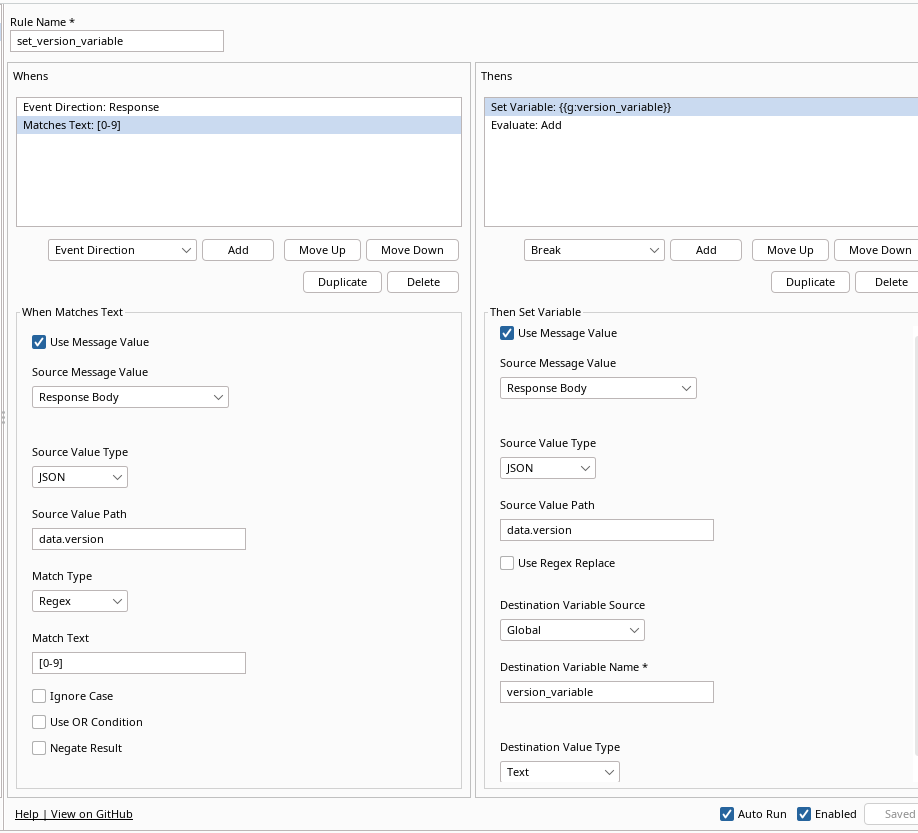 Rule Name *
set_version_variable
Whens
Event Direction: Response
Matches Text: [0-9]
Event Direction
Add
Move Up
Move Down
Duplicate
Delete
When Matches Text
Use Message Value
Source Message Value
Response Body
Source Value Type
JSON
Source Value Path
data.version
Match Type
Regex
Match Text
[0-9]
Ignore Case
Use OR Condition
Negate Result
Thens
Set Variable: {{g:version_variable}}
Evaluate: Add
Break
Add
Move Up
Move Down
Duplicate
Delete
Then Set Variable
Use Message Value
Source Message Value
Response Body
Source Value Type
JSON
Source Value Path
data.version
Use Regex Replace
Destination Variable Source
Global
Destination Variable Name *
version_variable
Destination Value Type
Text
Help | View on GitHub
Auto Run
Enabled
Saved